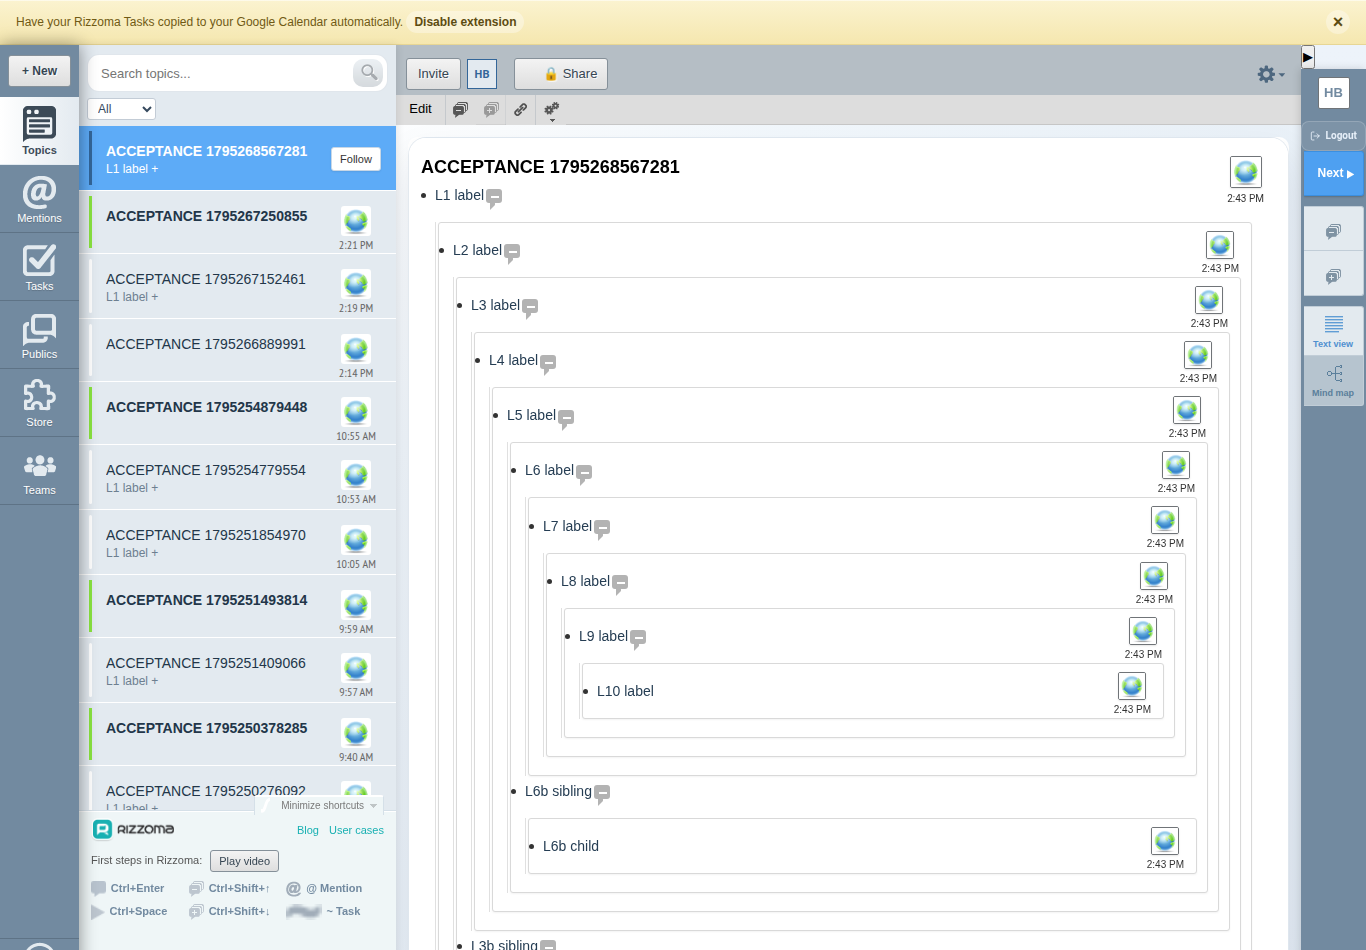 Have your Rizzoma Tasks copied to your Google Calendar automatically. Disable extension ×
+ New
Topics
Mentions
Tasks
Publics
Store
Teams
Search topics...
All
ACCEPTANCE 1795268567281
L1 label +
Follow
ACCEPTANCE 1795267250855
2:21 PM
ACCEPTANCE 1795267152461
L1 label +
2:19 PM
ACCEPTANCE 1795266889991
2:14 PM
ACCEPTANCE 1795254879448
10:55 AM
ACCEPTANCE 1795254779554
L1 label +
10:53 AM
ACCEPTANCE 1795251854970
L1 label +
10:05 AM
ACCEPTANCE 1795251493814
9:59 AM
ACCEPTANCE 1795251409066
L1 label +
9:57 AM
ACCEPTANCE 1795250378285
9:40 AM
ACCEPTANCE 1795250276092
L1 label +
Minimize shortcuts
RIZZOMA
Blog User cases
First steps in Rizzoma: Play video
Ctrl+Enter Ctrl+Shift+↑ @ Mention
Ctrl+Space Ctrl+Shift+↓ ~ Task
Invite HB Share
Edit
ACCEPTANCE 1795268567281
2:43 PM
L1 label
L2 label
2:43 PM
L3 label
2:43 PM
L4 label
2:43 PM
L5 label
2:43 PM
L6 label
2:43 PM
L7 label
2:43 PM
L8 label
2:43 PM
L9 label
2:43 PM
L10 label
2:43 PM
L6b sibling
L6b child
2:43 PM
L3b sibling
HB
Logout
Next
Text view
Mind map